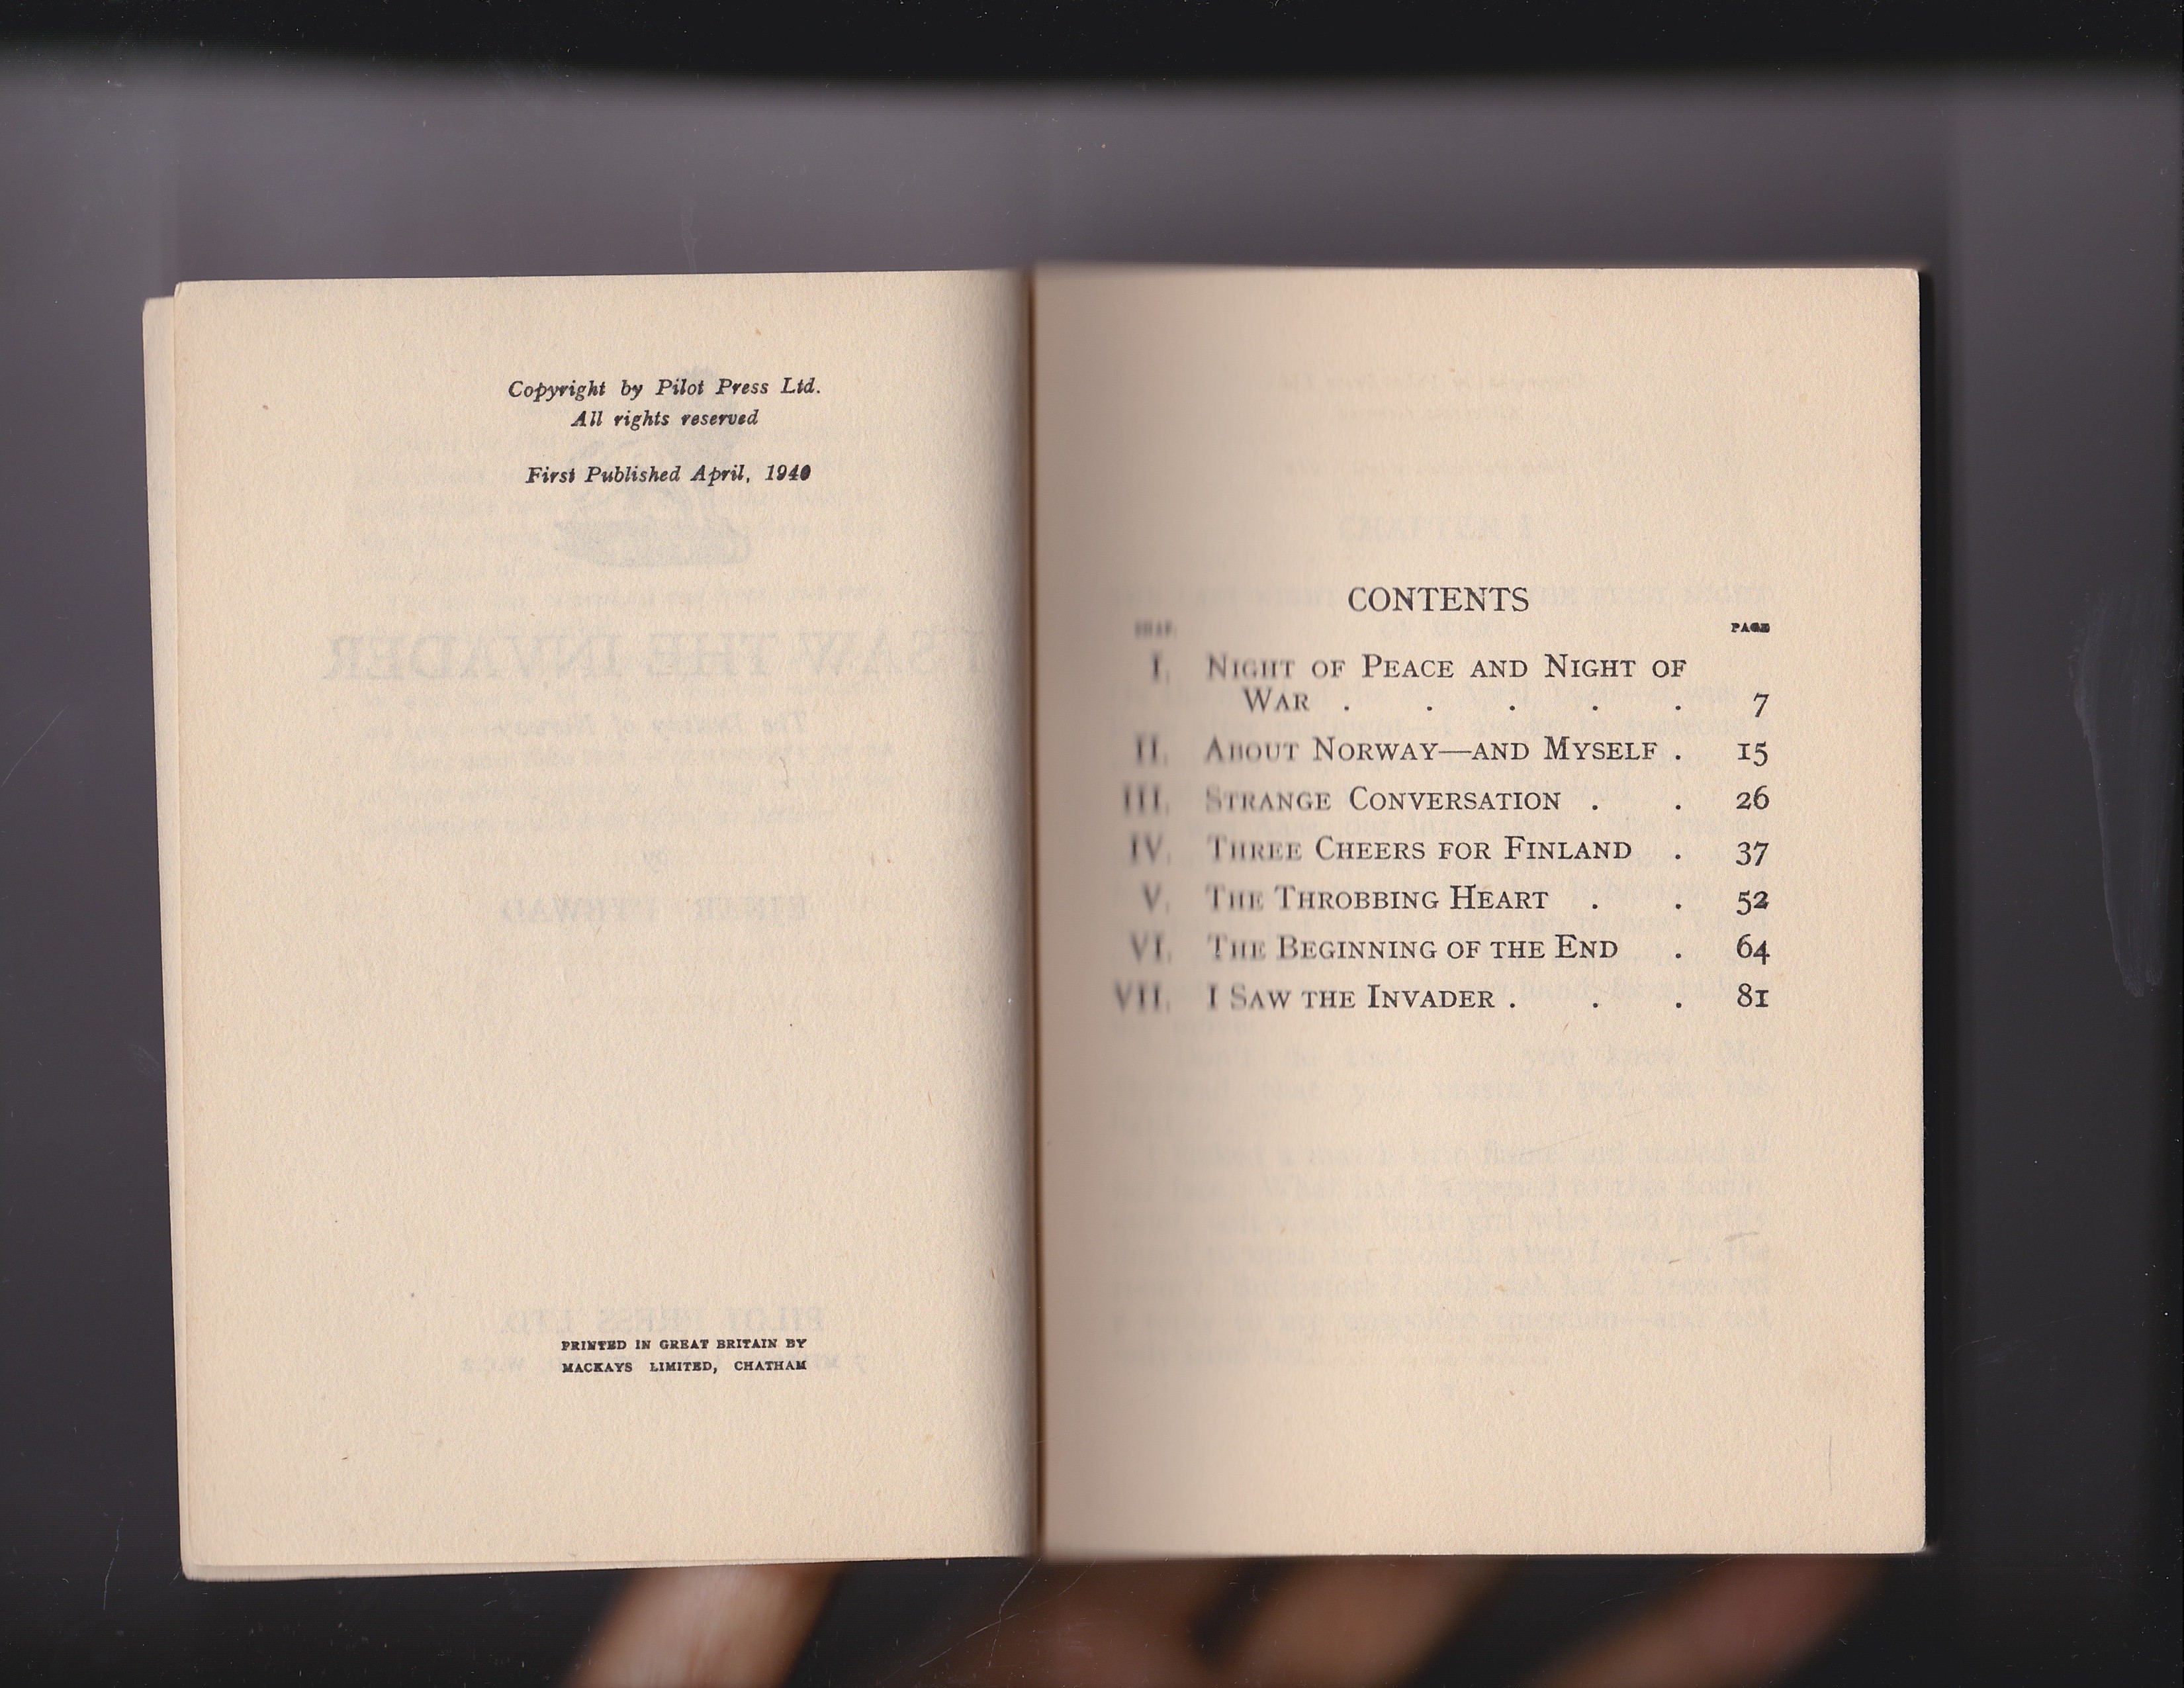 Copyright by Pilot Press Ltd.
All rights reserved
First Published April, 1940
PRINTED IN GREAT BRITAIN BY
MACKAYS LIMITED, CHATHAM
CONTENTS
CHAP. PAGE
I. NIGHT OF PEACE AND NIGHT OF
WAR . . . . . 7
II. ABOUT NORWAY—AND MYSELF . 15
III. STRANGE CONVERSATION . . 26
IV. THREE CHEERS FOR FINLAND . 37
V. THE THROBBING HEART . . 52
VI. THE BEGINNING OF THE END . 64
VII. I SAW THE INVADER . . . 81